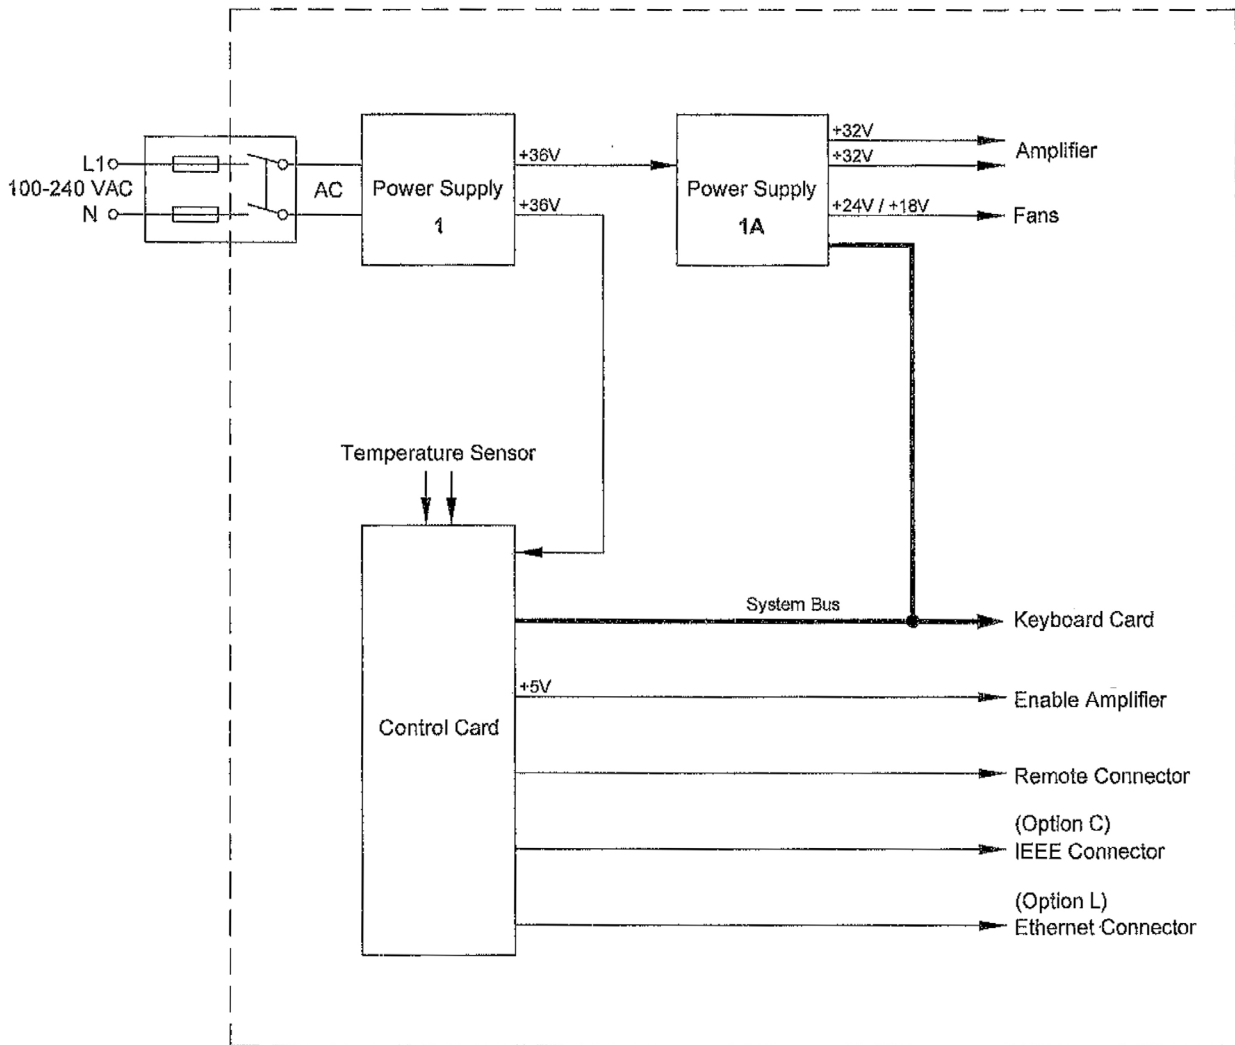 L1
100-240 VAC
N
AC
Power Supply
1
+36V
+36V
Power Supply
1A
+32V
+32V
Amplifier
+24V / +18V
Fans
Temperature Sensor
System Bus
Keyboard Card
+5V
Enable Amplifier
Control Card
Remote Connector
(Option C)
IEEE Connector
(Option L)
Ethernet Connector